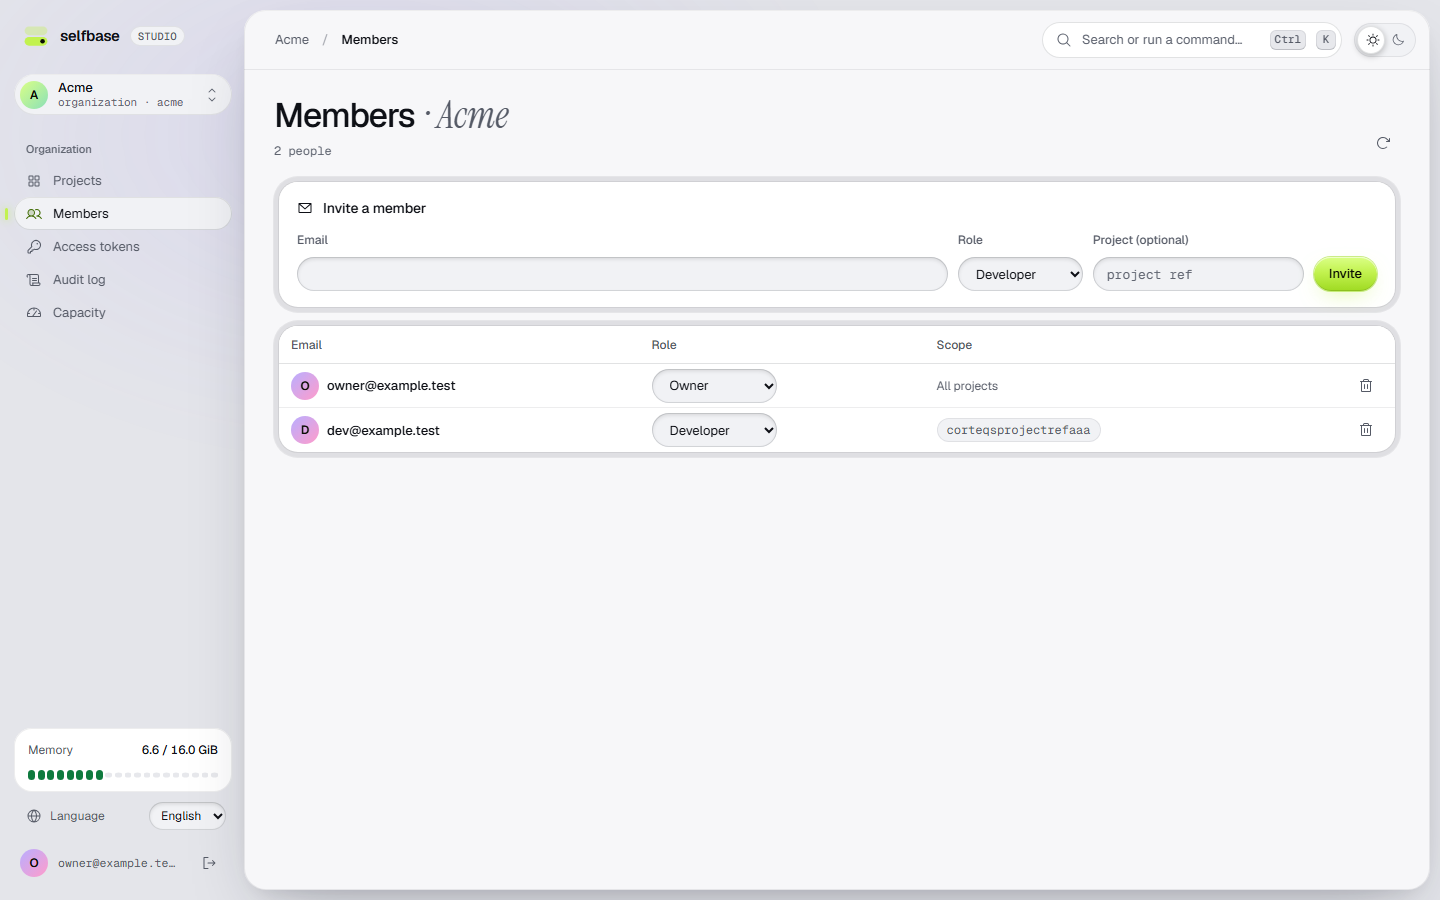 selfbase STUDIO
A Acme
organization · acme
Organization
Projects
Members
Access tokens
Audit log
Capacity
Memory 6.6 / 16.0 GiB
Language English
O owner@example.te…
Acme / Members
Search or run a command… Ctrl K
Members · Acme
2 people
Invite a member
Email Role Project (optional)
Developer project ref Invite
Email Role Scope
O owner@example.test Owner All projects
D dev@example.test Developer corteqsprojectrefaaa